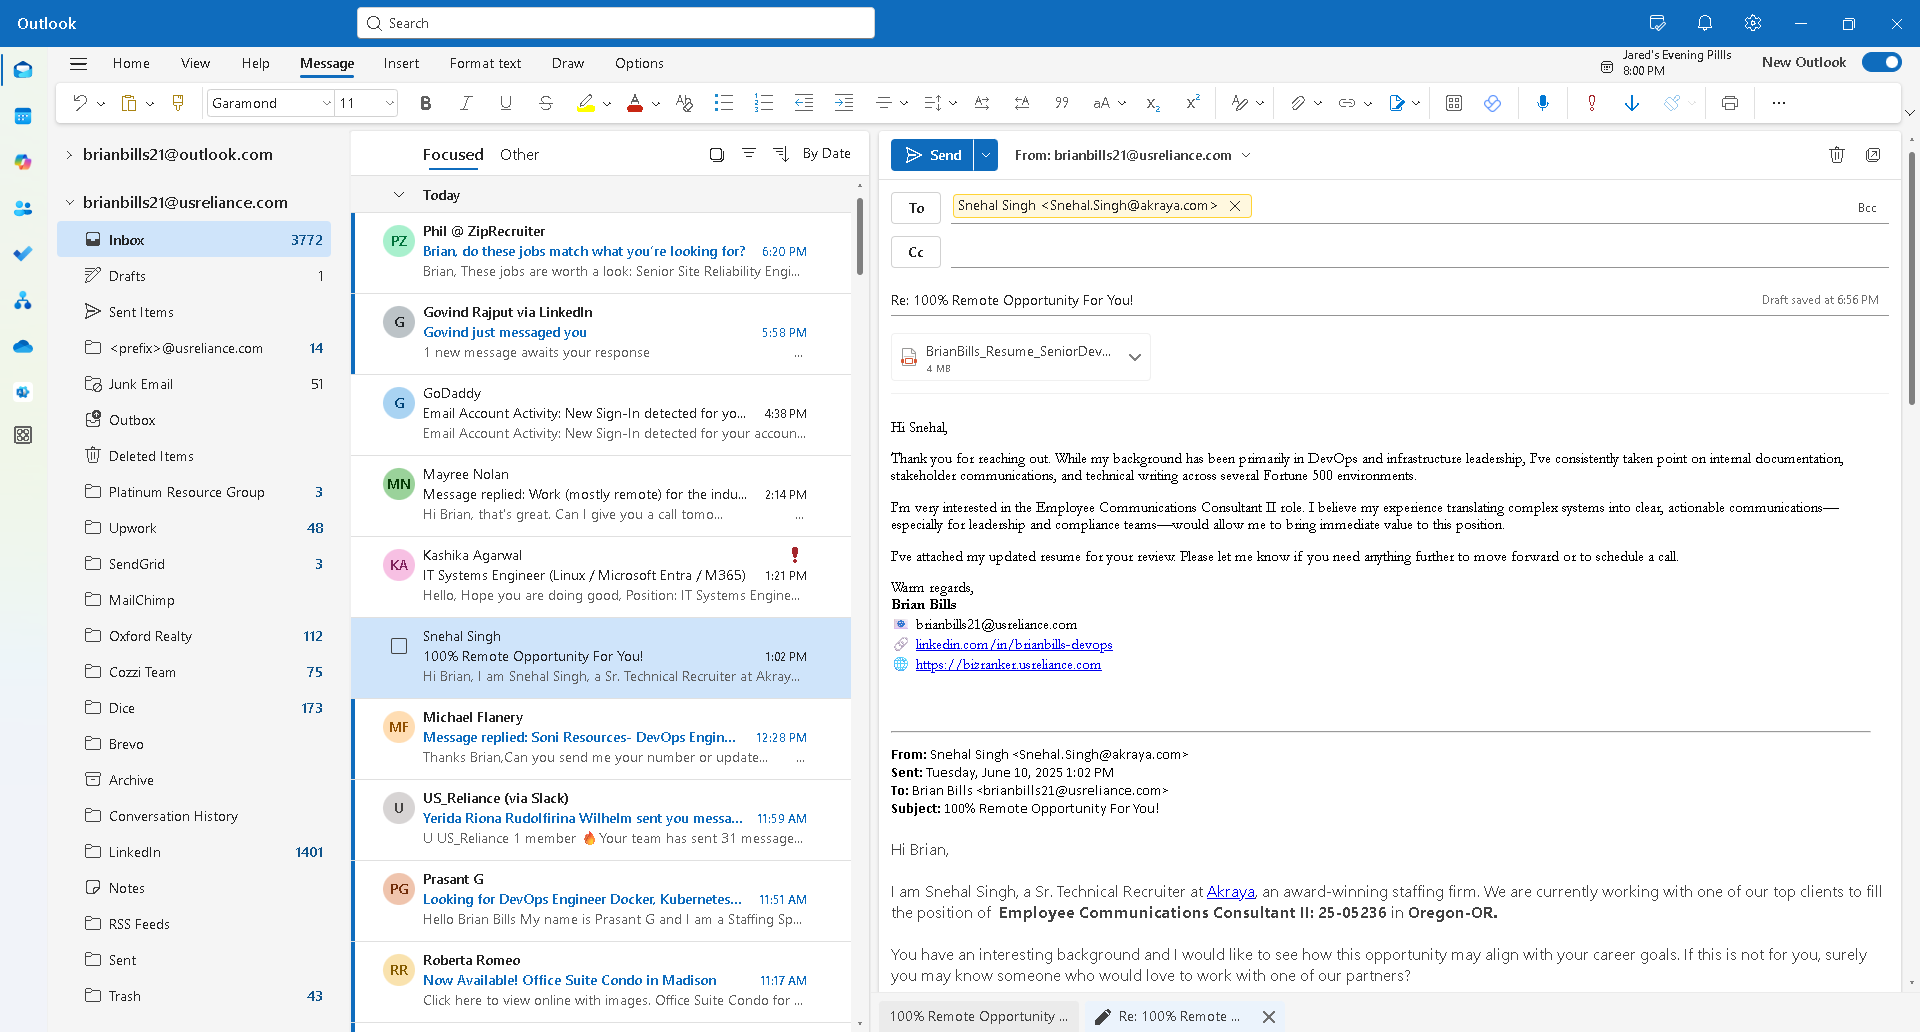 Outlook
Search
Home View Help Message Insert Format text Draw Options
Jared's Evening Pillls
8:00 PM
New Outlook
Garamond 11
brianbills21@outlook.com
brianbills21@usreliance.com
Inbox 3772
Drafts 1
Sent Items
<prefix>@usreliance.com 14
Junk Email 51
Outbox
Deleted Items
Platinum Resource Group 3
Upwork 48
SendGrid 3
MailChimp
Oxford Realty 112
Cozzi Team 75
Dice 173
Brevo
Archive
Conversation History
LinkedIn 1401
Notes
RSS Feeds
Sent
Trash 43
Focused Other By Date
Today
PZ
Phil @ ZipRecruiter
Brian, do these jobs match what you're looking for? 6:20 PM
Brian, These jobs are worth a look: Senior Site Reliability Engi...
G
Govind Rajput via LinkedIn
Govind just messaged you 5:58 PM
1 new message awaits your response ...
G
GoDaddy
Email Account Activity: New Sign-In detected for yo... 4:38 PM
Email Account Activity: New Sign-In detected for your accoun...
MN
Mayree Nolan
Message replied: Work (mostly remote) for the indu... 2:14 PM
Hi Brian, that's great. Can I give you a call tomo... ...
KA
Kashika Agarwal
IT Systems Engineer (Linux / Microsoft Entra / M365) 1:21 PM
Hello, Hope you are doing good, Position: IT Systems Engine...
Snehal Singh
100% Remote Opportunity For You! 1:02 PM
Hi Brian, I am Snehal Singh, a Sr. Technical Recruiter at Akray...
MF
Michael Flanery
Message replied: Soni Resources- DevOps Engin... 12:28 PM
Thanks Brian,Can you send me your number or update... ...
U
US_Reliance (via Slack)
Yerida Riona Rudolfirina Wilhelm sent you messa... 11:59 AM
U US_Reliance 1 member 🔥 Your team has sent 31 message...
PG
Prasant G
Looking for DevOps Engineer Docker, Kubernetes... 11:51 AM
Hello Brian Bills My name is Prasant G and I am a Staffing Sp...
RR
Roberta Romeo
Now Available! Office Suite Condo in Madison 11:17 AM
Click here to view online with images. Office Suite Condo for ...
Send From: brianbills21@usreliance.com
To Snehal Singh <Snehal.Singh@akraya.com> Bcc
Cc
Re: 100% Remote Opportunity For You! Draft saved at 6:56 PM
BrianBills_Resume_SeniorDev...
4 MB
Hi Snehal,
Thank you for reaching out. While my background has been primarily in DevOps and infrastructure leadership, I've consistently taken point on internal documentation,
stakeholder communications, and technical writing across several Fortune 500 environments.
I'm very interested in the Employee Communications Consultant II role. I believe my experience translating complex systems into clear, actionable communications—
especially for leadership and compliance teams—would allow me to bring immediate value to this position.
I've attached my updated resume for your review. Please let me know if you need anything further to move forward or to schedule a call.
Warm regards,
Brian Bills
brianbills21@usreliance.com
linkedin.com/in/brianbills-devops
https://bizranker.usreliance.com
From: Snehal Singh <Snehal.Singh@akraya.com>
Sent: Tuesday, June 10, 2025 1:02 PM
To: Brian Bills <brianbills21@usreliance.com>
Subject: 100% Remote Opportunity For You!
Hi Brian,
I am Snehal Singh, a Sr. Technical Recruiter at Akraya, an award-winning staffing firm. We are currently working with one of our top clients to fill
the position of Employee Communications Consultant II: 25-05236 in Oregon-OR.
You have an interesting background and I would like to see how this opportunity may align with your career goals. If this is not for you, surely
you may know someone who would love to work with one of our partners?
100% Remote Opportunity ... Re: 100% Remote ...